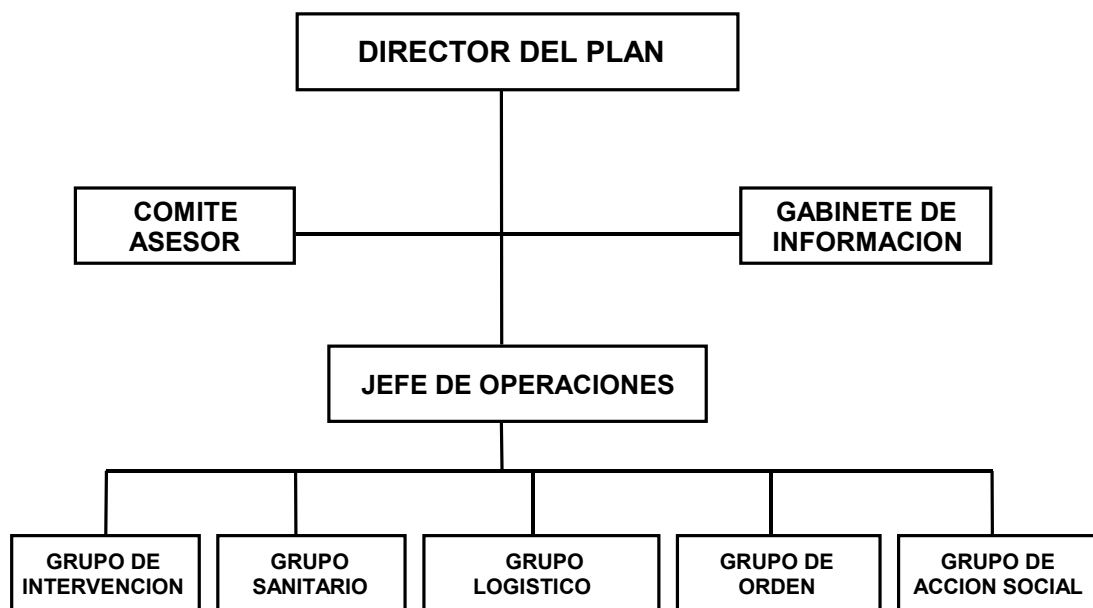 DIRECTOR DEL PLAN
COMITE
ASESOR
GABINETE DE
INFORMACION
JEFE DE OPERACIONES
GRUPO DE
INTERVENCION
GRUPO
SANITARIO
GRUPO
LOGISTICO
GRUPO DE
ORDEN
GRUPO DE
ACCION SOCIAL